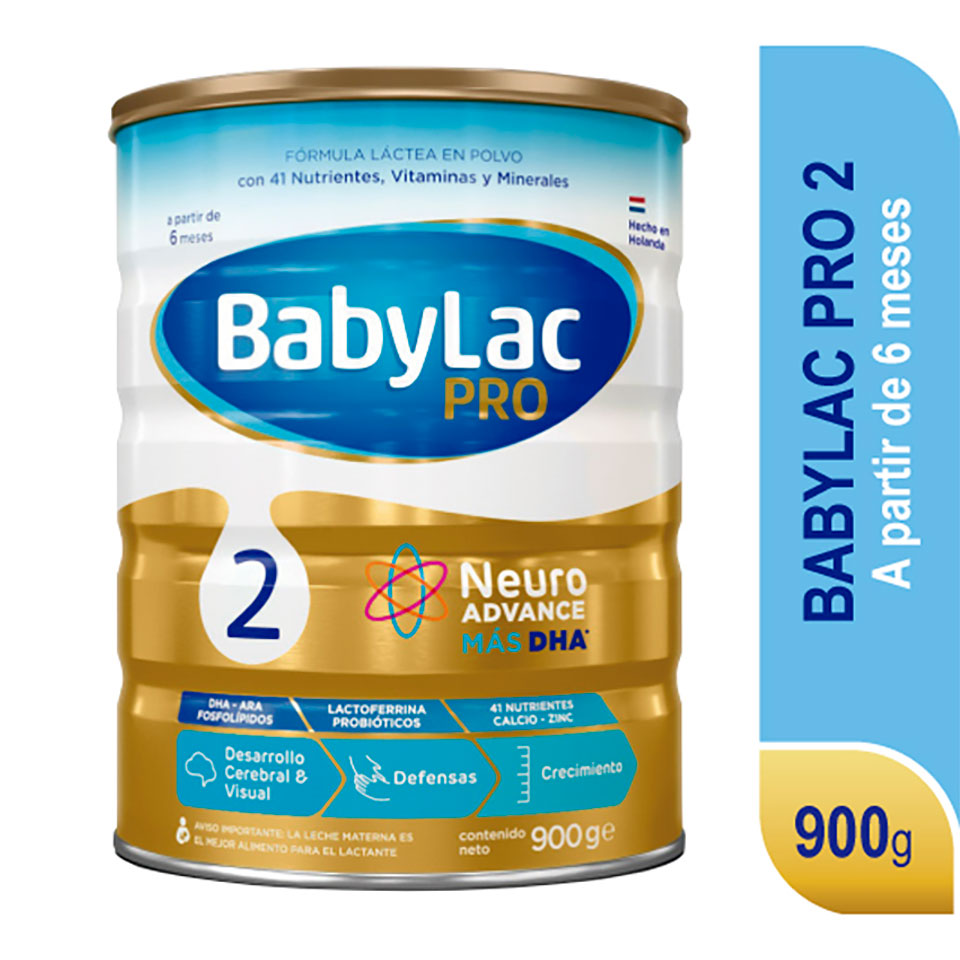 FÓRMULA LÁCTEA EN POLVO
con 41 Nutrientes, Vitaminas y Minerales
a partir de
6 meses
Hecho en
Holanda
BabyLac
PRO
2
Neuro
ADVANCE
MÁS DHA*
DHA - ARA
FOSFOLÍPIDOS
LACTOFERRINA
PROBIÓTICOS
41 NUTRIENTES
CALCIO - ZINC
Desarrollo
Cerebral &
Visual
Defensas
Crecimiento
AVISO IMPORTANTE: LA LECHE MATERNA ES
EL MEJOR ALIMENTO PARA EL LACTANTE
contenido
neto
900g℮
BABYLAC PRO 2
A partir de 6 meses
900g